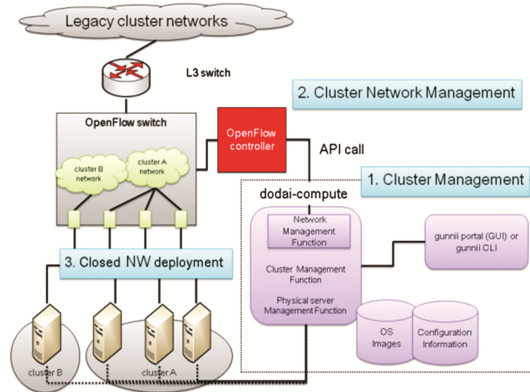 Legacy cluster networks
L3 switch
2. Cluster Network Management
OpenFlow switch
OpenFlow
controller
cluster B
network
cluster A
network
API call
dodai-compute
1. Cluster Management
Network
Management
Function
gunnii portal (GUI) or
gunnii CLI
3. Closed NW deployment
Cluster Management
Function
Physical server
Management Function
OS
Images
Configuration
Information
cluster B
cluster A